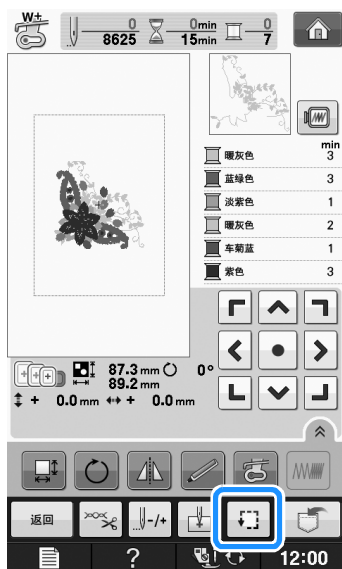 W+
0 0min 0
8625 15min 7
min
暖灰色 3
蓝绿色 3
淡紫色 1
暖灰色 2
车菊蓝 1
紫色 3
87.3 mm 0°
89.2 mm
+ 0.0 mm + 0.0 mm
返回 -/+
? 12:00